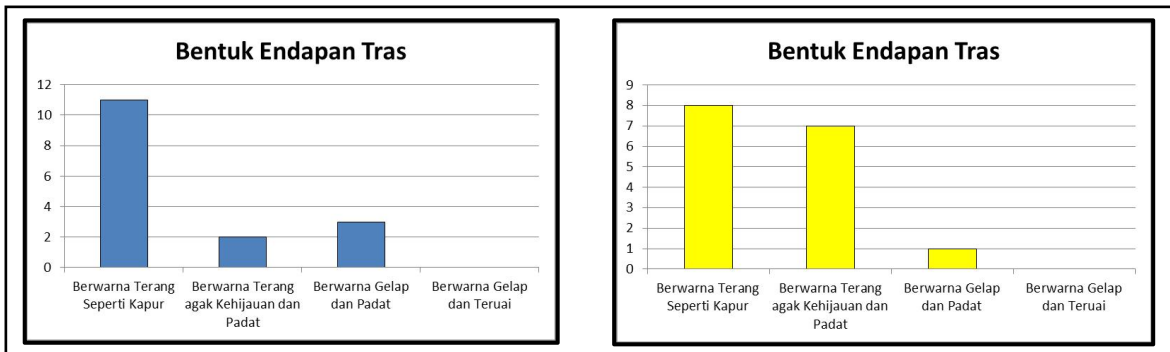 Bentuk Endapan Tras
12
10
8
6
4
2
0
Berwarna Terang
Seperti Kapur
Berwarna Terang
agak Kehijauan dan
Padat
Berwarna Gelap
dan Padat
Berwarna Gelap
dan Teruai
Bentuk Endapan Tras
9
8
7
6
5
4
3
2
1
0
Berwarna Terang
Seperti Kapur
Berwarna Terang
agak Kehijauan dan
Padat
Berwarna Gelap
dan Padat
Berwarna Gelap
dan Teruai